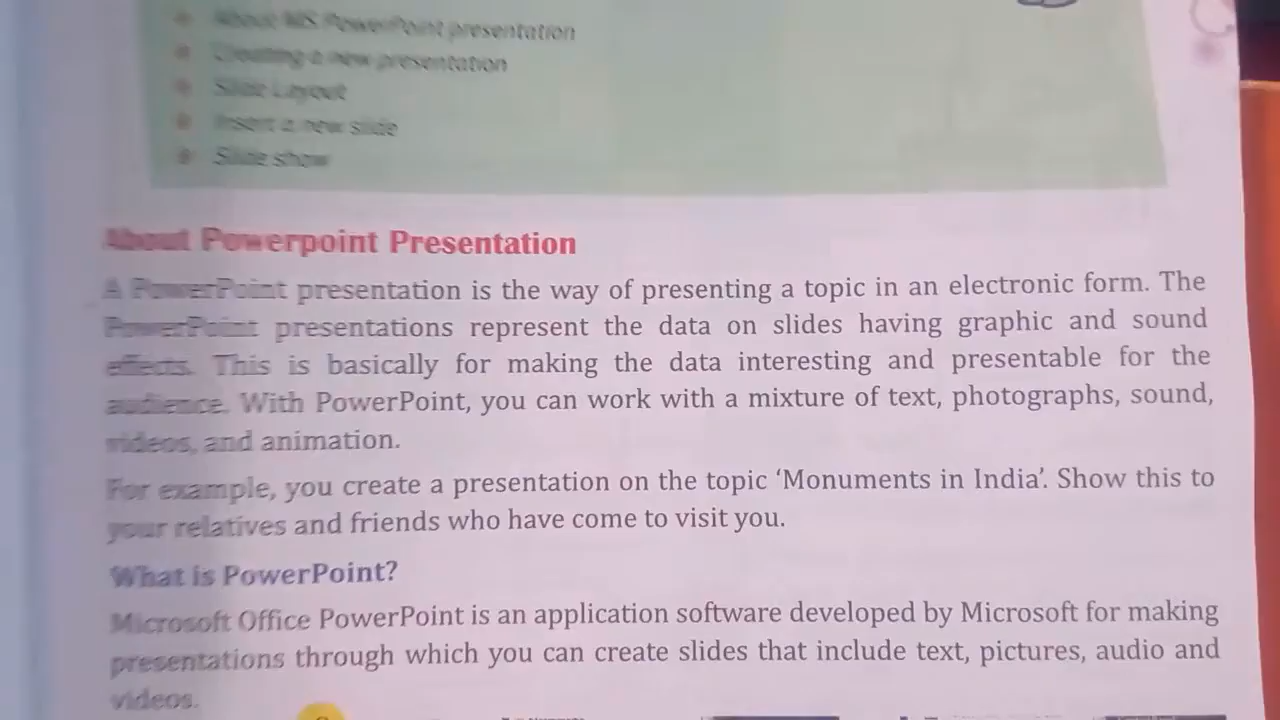 About MS PowerPoint presentation
Creating a new presentation
Slide Layout
Insert a new slide
Slide show
About Powerpoint Presentation
A PowerPoint presentation is the way of presenting a topic in an electronic form. The
PowerPoint presentations represent the data on slides having graphic and sound
effects. This is basically for making the data interesting and presentable for the
audience. With PowerPoint, you can work with a mixture of text, photographs, sound,
videos, and animation.
For example, you create a presentation on the topic ‘Monuments in India’. Show this to
your relatives and friends who have come to visit you.
What is PowerPoint?
Microsoft Office PowerPoint is an application software developed by Microsoft for making
presentations through which you can create slides that include text, pictures, audio and
videos.